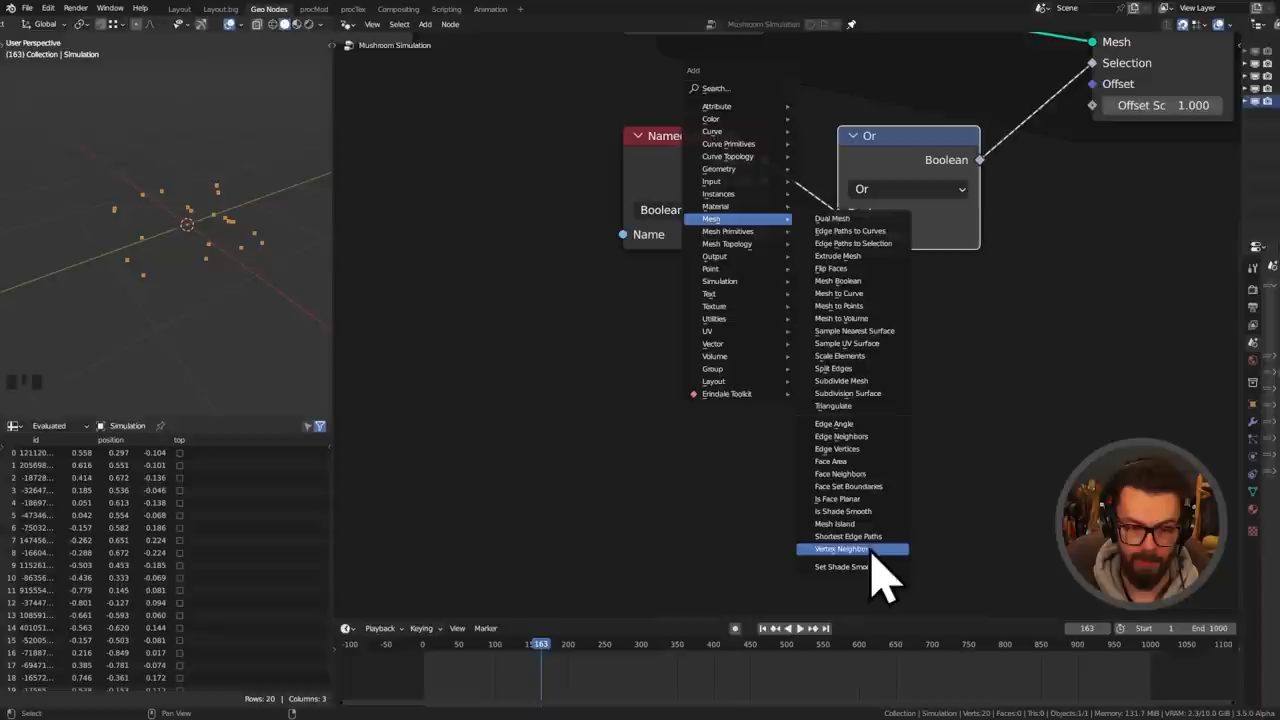 File Edit Render Window Help Layout Layout.bg Geo Nodes procMod procTex Compositing Scripting Animation + Scene View Layer
Global View Select Add Node Mushroom Simulation
User Perspective
(163) Collection | Simulation
Mushroom Simulation
Mesh
Selection
Offset
Offset Sc 1.000
Add
Search...
Attribute
Color
Curve
Curve Primitives
Curve Topology
Geometry
Input
Instances
Material
Mesh
Mesh Primitives
Mesh Topology
Output
Point
Simulation
Text
Texture
Utilities
UV
Vector
Volume
Group
Layout
Erindale Toolkit
Boolean
Name
Or
Boolean
Or
Dual Mesh
Edge Paths to Curves
Edge Paths to Selection
Extrude Mesh
Flip Faces
Mesh Boolean
Mesh to Curve
Mesh to Points
Mesh to Volume
Sample Nearest Surface
Sample UV Surface
Scale Elements
Split Edges
Subdivide Mesh
Subdivision Surface
Triangulate
Edge Angle
Edge Neighbors
Edge Vertices
Face Area
Face Neighbors
Face Set Boundaries
Is Face Planar
Is Shade Smooth
Mesh Island
Shortest Edge Paths
Vertex Neighbor
Set Shade Smo
Evaluated Simulation
id position top
0 121120... 0.558 0.297 -0.104
1 205698... 0.616 0.551 -0.101
2 -18728... 0.414 0.672 -0.136
3 -32647... 0.185 0.536 -0.046
4 -18697... 0.051 0.613 -0.138
5 -47346... 0.042 0.554 -0.068
6 -75032... -0.157 0.582 0.186
7 147456... -0.262 0.651 0.224
8 -16604... -0.288 0.672 0.224
9 115261... -0.503 0.453 -0.185
10 -86356... -0.436 0.333 -0.030
11 915554... -0.779 0.145 0.081
12 -37447... -0.801 -0.127 0.094
13 108591... -0.661 -0.593 0.060
14 401051... -0.563 -0.620 0.144
15 -52005... -0.157 -0.503 -0.081
16 -71887... 0.216 -0.849 0.017
17 -69471... 0.385 -0.781 -0.074
18 -16572... 0.746 -0.361 0.172
Rows: 20 | Columns: 3
Playback Keying View Marker 163 Start 1 End 1000
-100 -50 0 50 100 163 200 250 300 350 400 450 500 550 600 650 700 750 800 850 900 950 1000 1050 1100
Select Pan View Collection | Simulation | Verts:20 | Faces:0 | Tris:0 | Objects:1/1 | Memory: 131.7 MiB | VRAM: 2.3/10.0 GiB | 3.5.0 Alpha